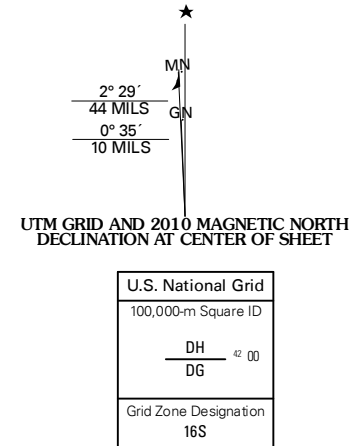 ★
MN
GN
2° 29´
44 MILS
0° 35´
10 MILS
UTM GRID AND 2010 MAGNETIC NORTH
DECLINATION AT CENTER OF SHEET
U.S. National Grid
100,000-m Square ID
DH
42 00
DG
Grid Zone Designation
16S